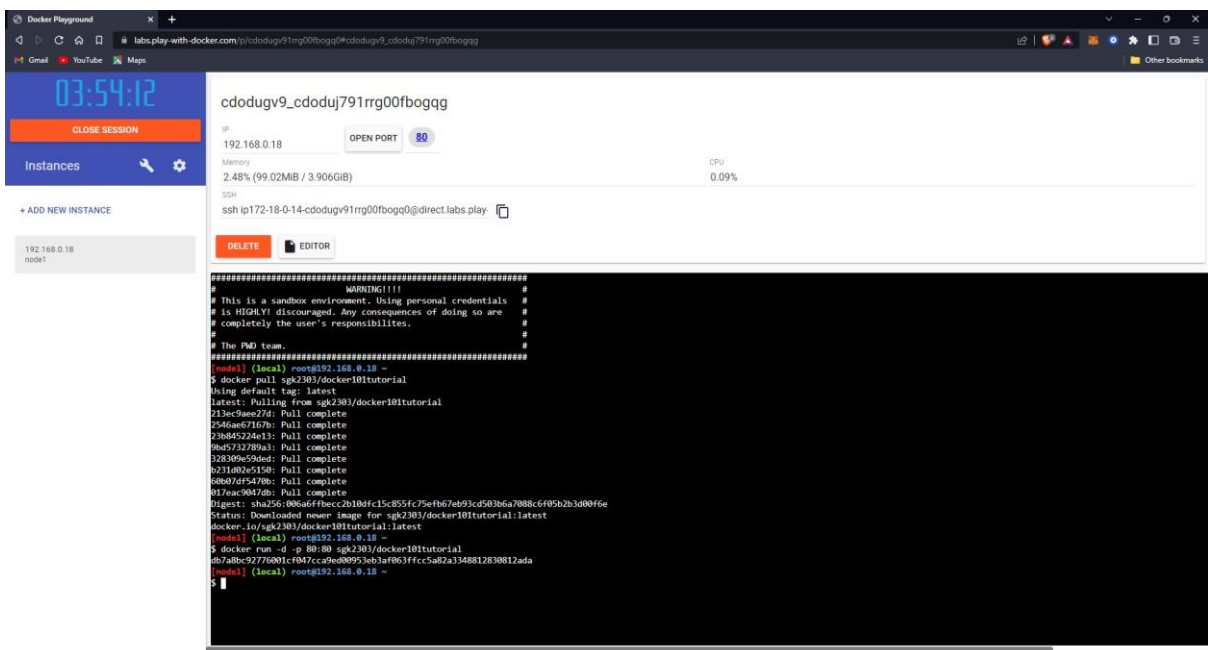 Docker Playground
labs.play-with-docker.com/p/cdodugv91rrg00fbogq0#cdodugv9_cdoduj791rrg00fbogqg
Gmail YouTube Maps Other bookmarks
03:54:12
CLOSE SESSION
Instances
+ ADD NEW INSTANCE
192.168.0.18
node1
cdodugv9_cdoduj791rrg00fbogqg
IP
192.168.0.18 OPEN PORT 80
Memory CPU
2.48% (99.02MiB / 3.906GiB) 0.09%
SSH
ssh ip172-18-0-14-cdodugv91rrg00fbogq0@direct.labs.play-
DELETE EDITOR
###############################################################
# WARNING!!!! #
# This is a sandbox environment. Using personal credentials #
# is HIGHLY! discouraged. Any consequences of doing so are #
# completely the user's responsibilites. #
# #
# The PWD team. #
###############################################################
[node1] (local) root@192.168.0.18 ~
$ docker pull sgk2303/docker101tutorial
Using default tag: latest
latest: Pulling from sgk2303/docker101tutorial
213ec9aee27d: Pull complete
2546ae67167b: Pull complete
23b845224e13: Pull complete
9bd5732789a3: Pull complete
328309e59ded: Pull complete
b231d02e5150: Pull complete
60b07df5470b: Pull complete
017eac9047db: Pull complete
Digest: sha256:006a6ffbecc2b10dfc15c855fc75efb67eb93cd503b6a7088c6f05b2b3d00f6e
Status: Downloaded newer image for sgk2303/docker101tutorial:latest
docker.io/sgk2303/docker101tutorial:latest
[node1] (local) root@192.168.0.18 ~
$ docker run -d -p 80:80 sgk2303/docker101tutorial
db7a8bc92776001cf047cca9ed00953eb3af063ffcc5a82a3348812830812ada
[node1] (local) root@192.168.0.18 ~
$